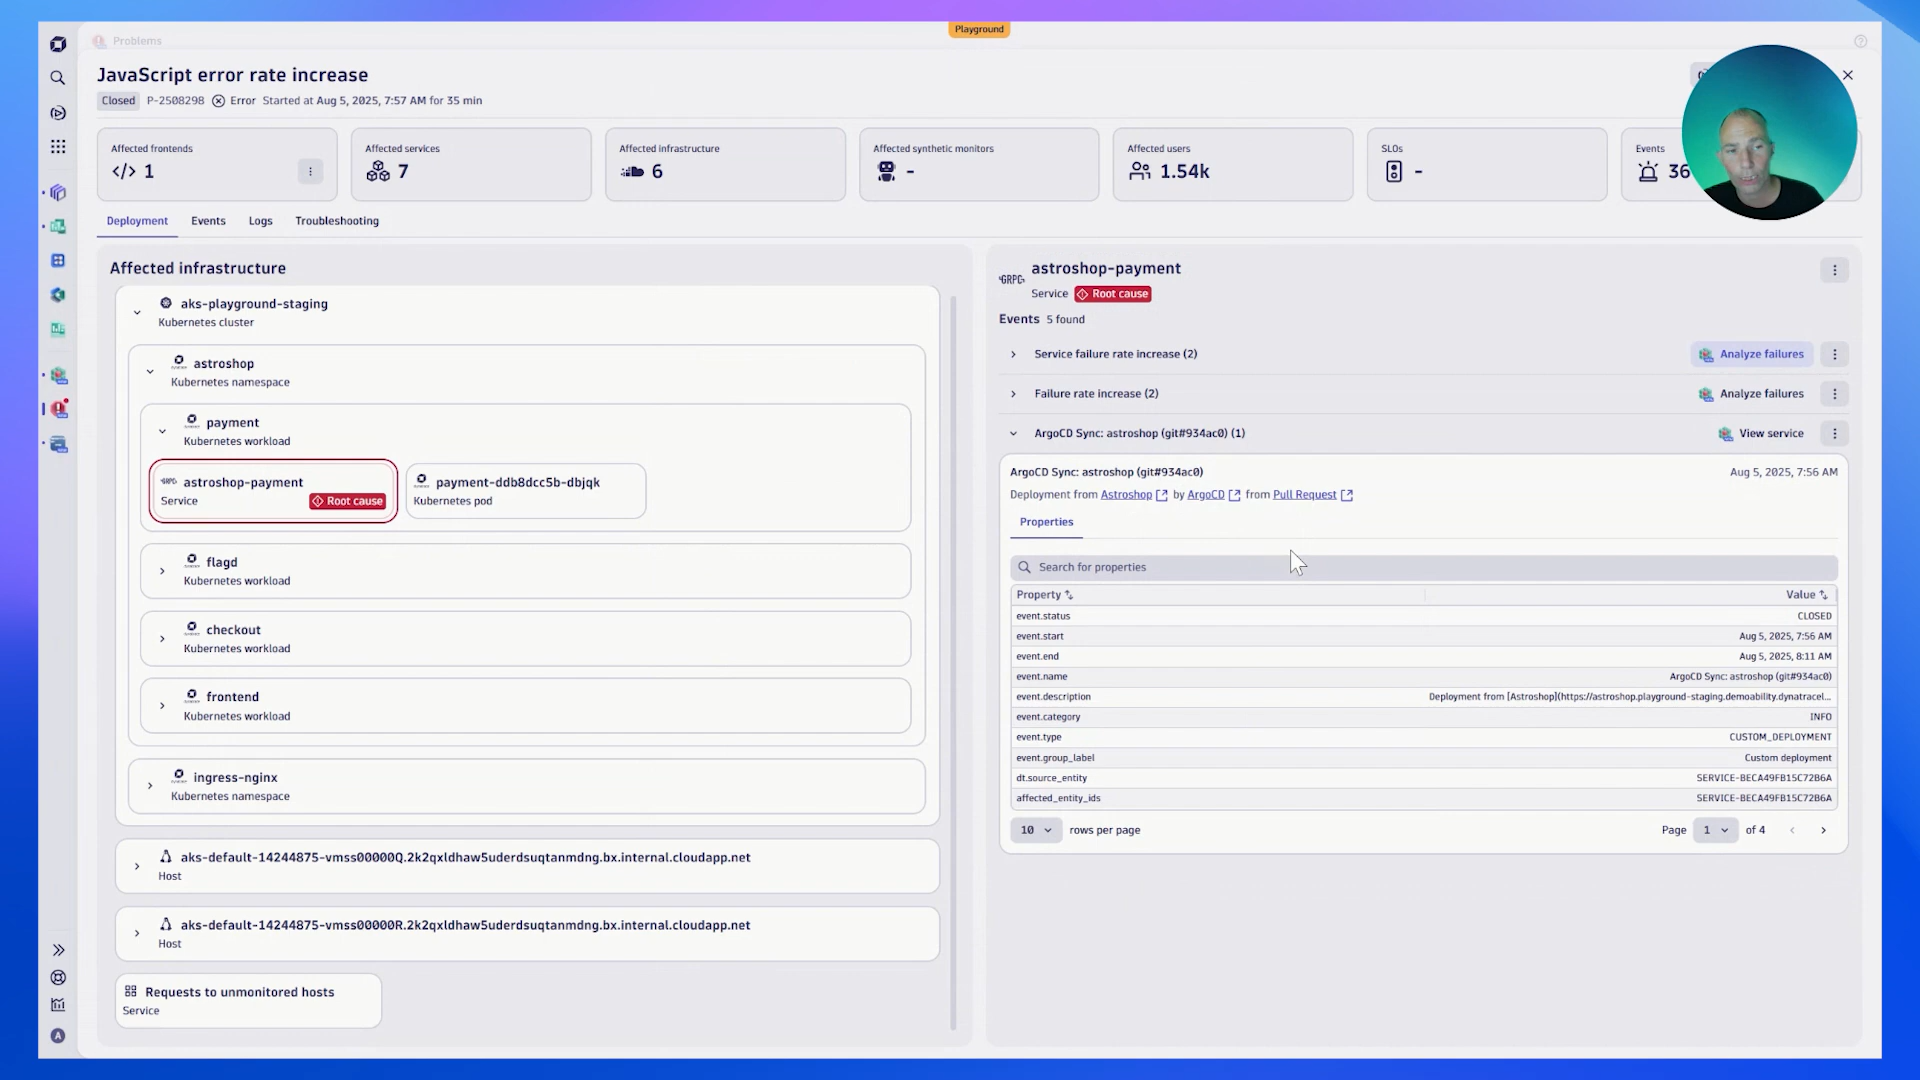 Playground
Problems
JavaScript error rate increase
Closed P-2508298 Error Started at Aug 5, 2025, 7:57 AM for 35 min
Affected frontends
1
Affected services
7
Affected infrastructure
6
Affected synthetic monitors
-
Affected users
1.54k
SLOs
-
Events
36
Deployment Events Logs Troubleshooting
Affected infrastructure
aks-playground-staging
Kubernetes cluster
astroshop
Kubernetes namespace
payment
Kubernetes workload
astroshop-payment
Service Root cause
payment-ddb8dcc5b-dbjqk
Kubernetes pod
flagd
Kubernetes workload
checkout
Kubernetes workload
frontend
Kubernetes workload
ingress-nginx
Kubernetes namespace
aks-default-14244875-vmss00000Q.2k2qxldhaw5uderdsuqtanmdng.bx.internal.cloudapp.net
Host
aks-default-14244875-vmss00000R.2k2qxldhaw5uderdsuqtanmdng.bx.internal.cloudapp.net
Host
Requests to unmonitored hosts
Service
GRPC
astroshop-payment
Service Root cause
Events 5 found
Service failure rate increase (2) Analyze failures
Failure rate increase (2) Analyze failures
ArgoCD Sync: astroshop (git#934ac0) (1) View service
ArgoCD Sync: astroshop (git#934ac0) Aug 5, 2025, 7:56 AM
Deployment from Astroshop by ArgoCD from Pull Request
Properties
Search for properties
Property Value
event.status CLOSED
event.start Aug 5, 2025, 7:56 AM
event.end Aug 5, 2025, 8:11 AM
event.name ArgoCD Sync: astroshop (git#934ac0)
event.description Deployment from [Astroshop](https://astroshop.playground-staging.demoability.dynatracel...
event.category INFO
event.type CUSTOM_DEPLOYMENT
event.group_label Custom deployment
dt.source_entity SERVICE-BECA49FB15C72B6A
affected_entity_ids SERVICE-BECA49FB15C72B6A
10 rows per page Page 1 of 4
A